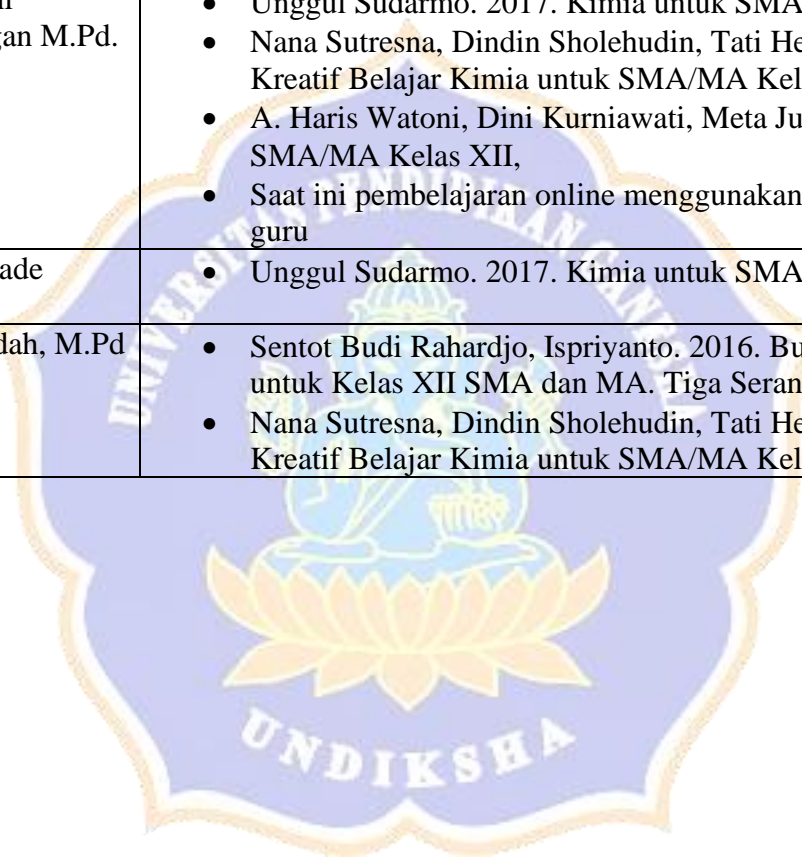 gan M.Pd.
• Unggul Sudarmo. 2017. Kimia untuk SMA
• Nana Sutresna, Dindin Sholehudin, Tati He
Kreatif Belajar Kimia untuk SMA/MA Kel
• A. Haris Watoni, Dini Kurniawati, Meta Ju
SMA/MA Kelas XII,
• Saat ini pembelajaran online menggunakan
guru
ade
• Unggul Sudarmo. 2017. Kimia untuk SMA
dah, M.Pd
• Sentot Budi Rahardjo, Ispriyanto. 2016. Bu
untuk Kelas XII SMA dan MA. Tiga Seran
• Nana Sutresna, Dindin Sholehudin, Tati He
Kreatif Belajar Kimia untuk SMA/MA Kel
UNIVERSITAS PENDIDIKAN GANESHA
UNDIKSHA